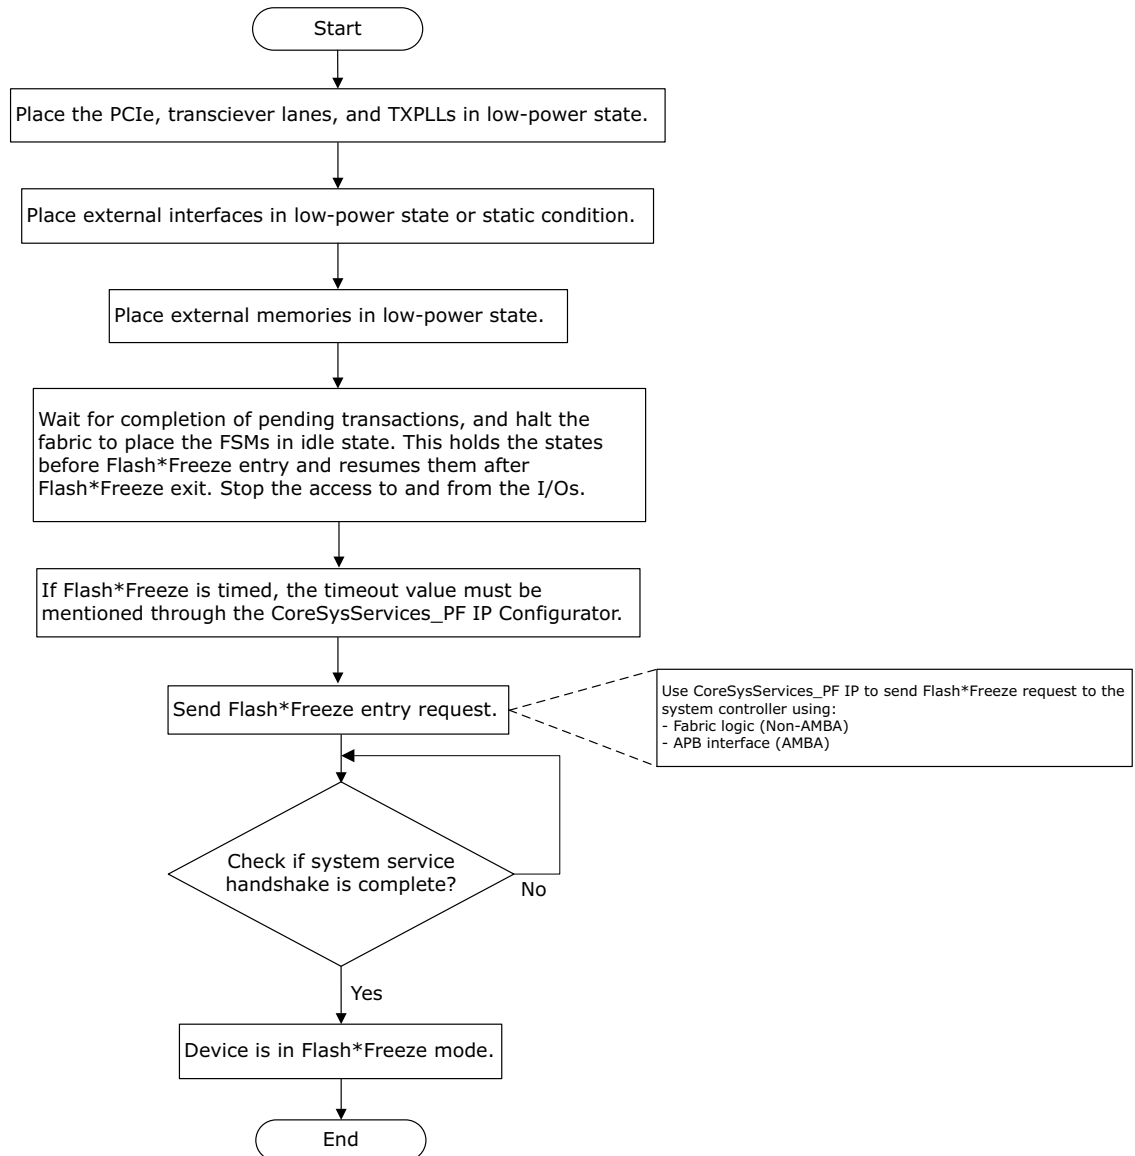 Start
Place the PCIe, transciever lanes, and TXPLLs in low-power state.
Place external interfaces in low-power state or static condition.
Place external memories in low-power state.
Wait for completion of pending transactions, and halt the
fabric to place the FSMs in idle state. This holds the states
before Flash*Freeze entry and resumes them after
Flash*Freeze exit. Stop the access to and from the I/Os.
If Flash*Freeze is timed, the timeout value must be
mentioned through the CoreSysServices_PF IP Configurator.
Send Flash*Freeze entry request.
Use CoreSysServices_PF IP to send Flash*Freeze request to the
system controller using:
- Fabric logic (Non-AMBA)
- APB interface (AMBA)
Check if system service
handshake is complete?
No
Yes
Device is in Flash*Freeze mode.
End